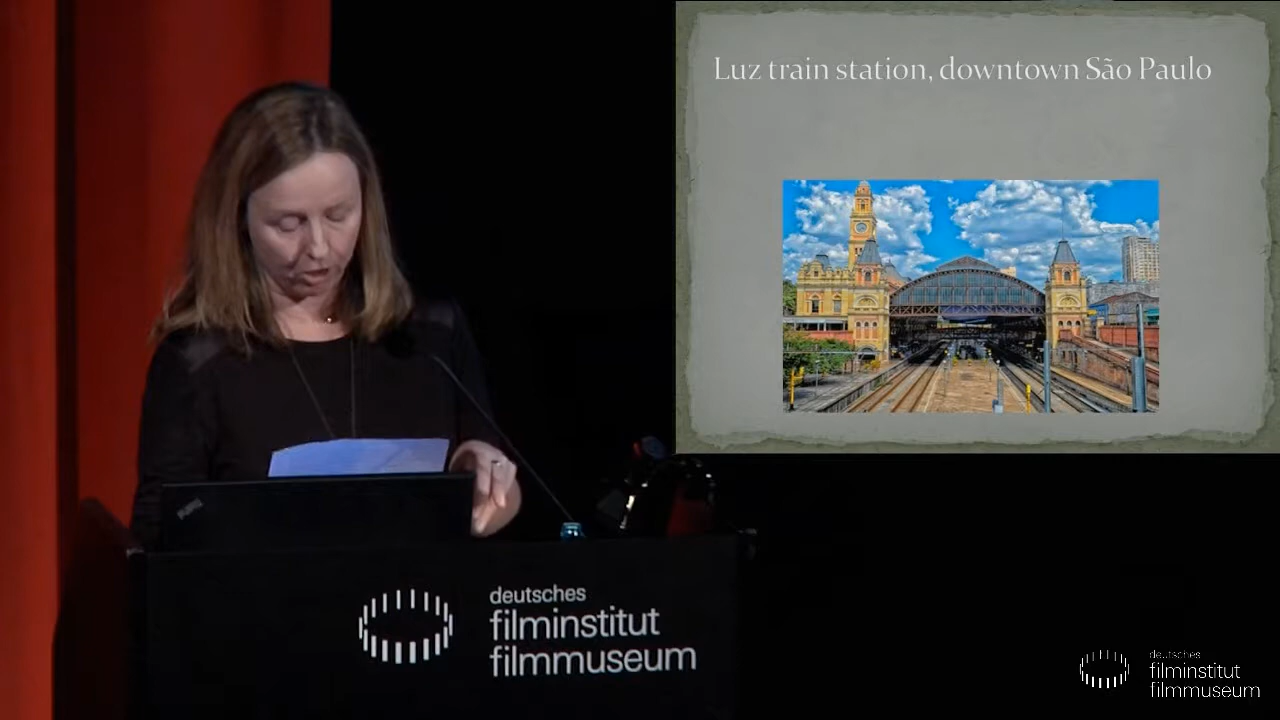 Luz train station, downtown São Paulo
deutsches
filminstitut
filmmuseum
deutsches
filminstitut
filmmuseum